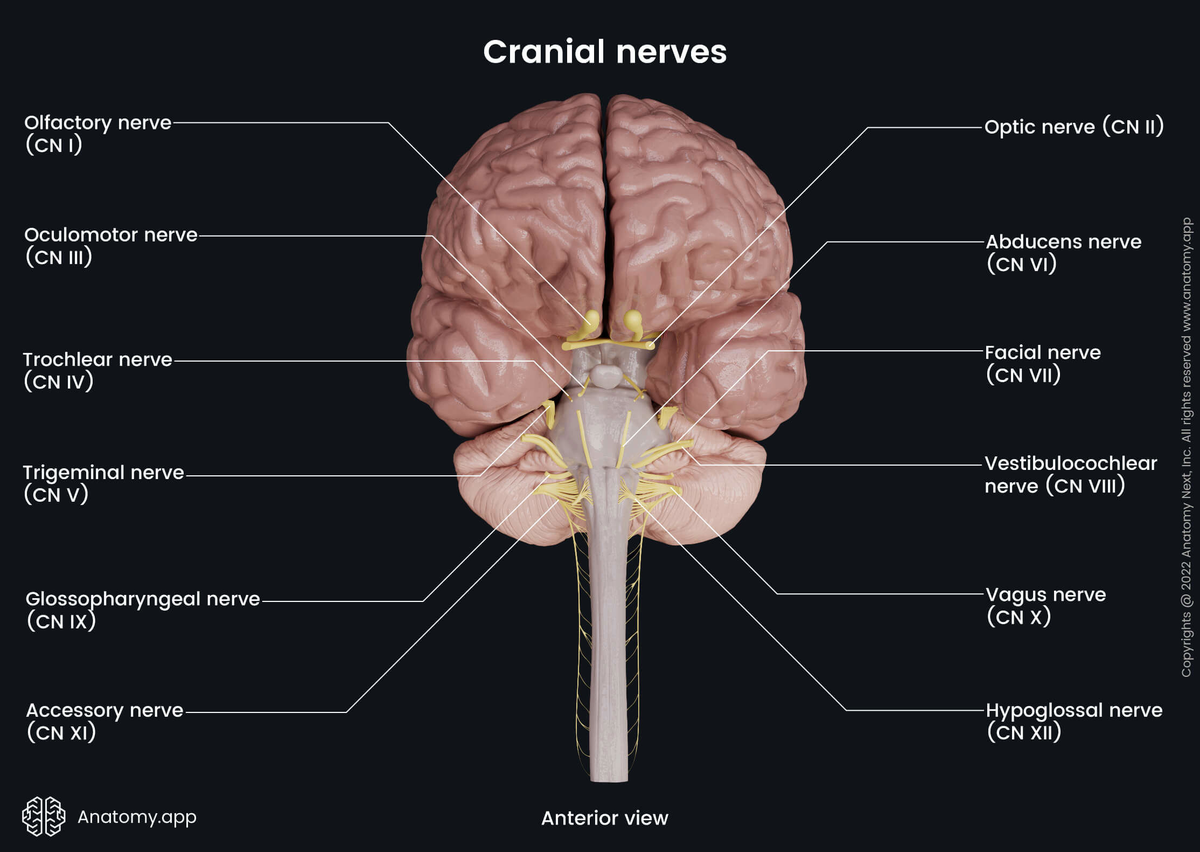 Cranial nerves
Olfactory nerve
(CN I)
Oculomotor nerve
(CN III)
Trochlear nerve
(CN IV)
Trigeminal nerve
(CN V)
Glossopharyngeal nerve
(CN IX)
Accessory nerve
(CN XI)
Optic nerve (CN II)
Abducens nerve
(CN VI)
Facial nerve
(CN VII)
Vestibulocochlear
nerve (CN VIII)
Vagus nerve
(CN X)
Hypoglossal nerve
(CN XII)
Copyrights @ 2022 Anatomy Next, Inc. All rights reserved www.anatomy.app
Anatomy.app
Anterior view